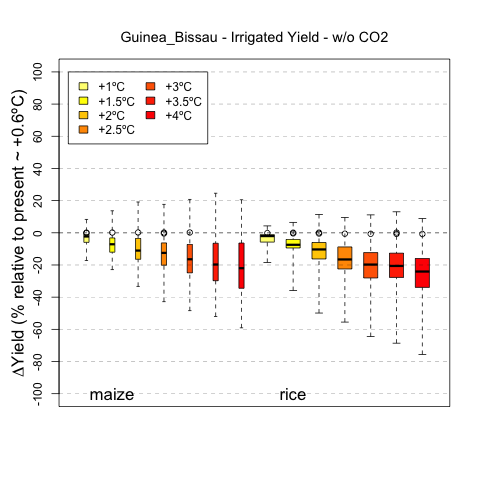 Guinea_Bissau - Irrigated Yield - w/o CO2
ΔYield (% relative to present ~ +0.6ºC)
100
80
60
40
20
0
-20
-40
-60
-80
-100
+1ºC
+1.5ºC
+2ºC
+2.5ºC
+3ºC
+3.5ºC
+4ºC
maize
rice